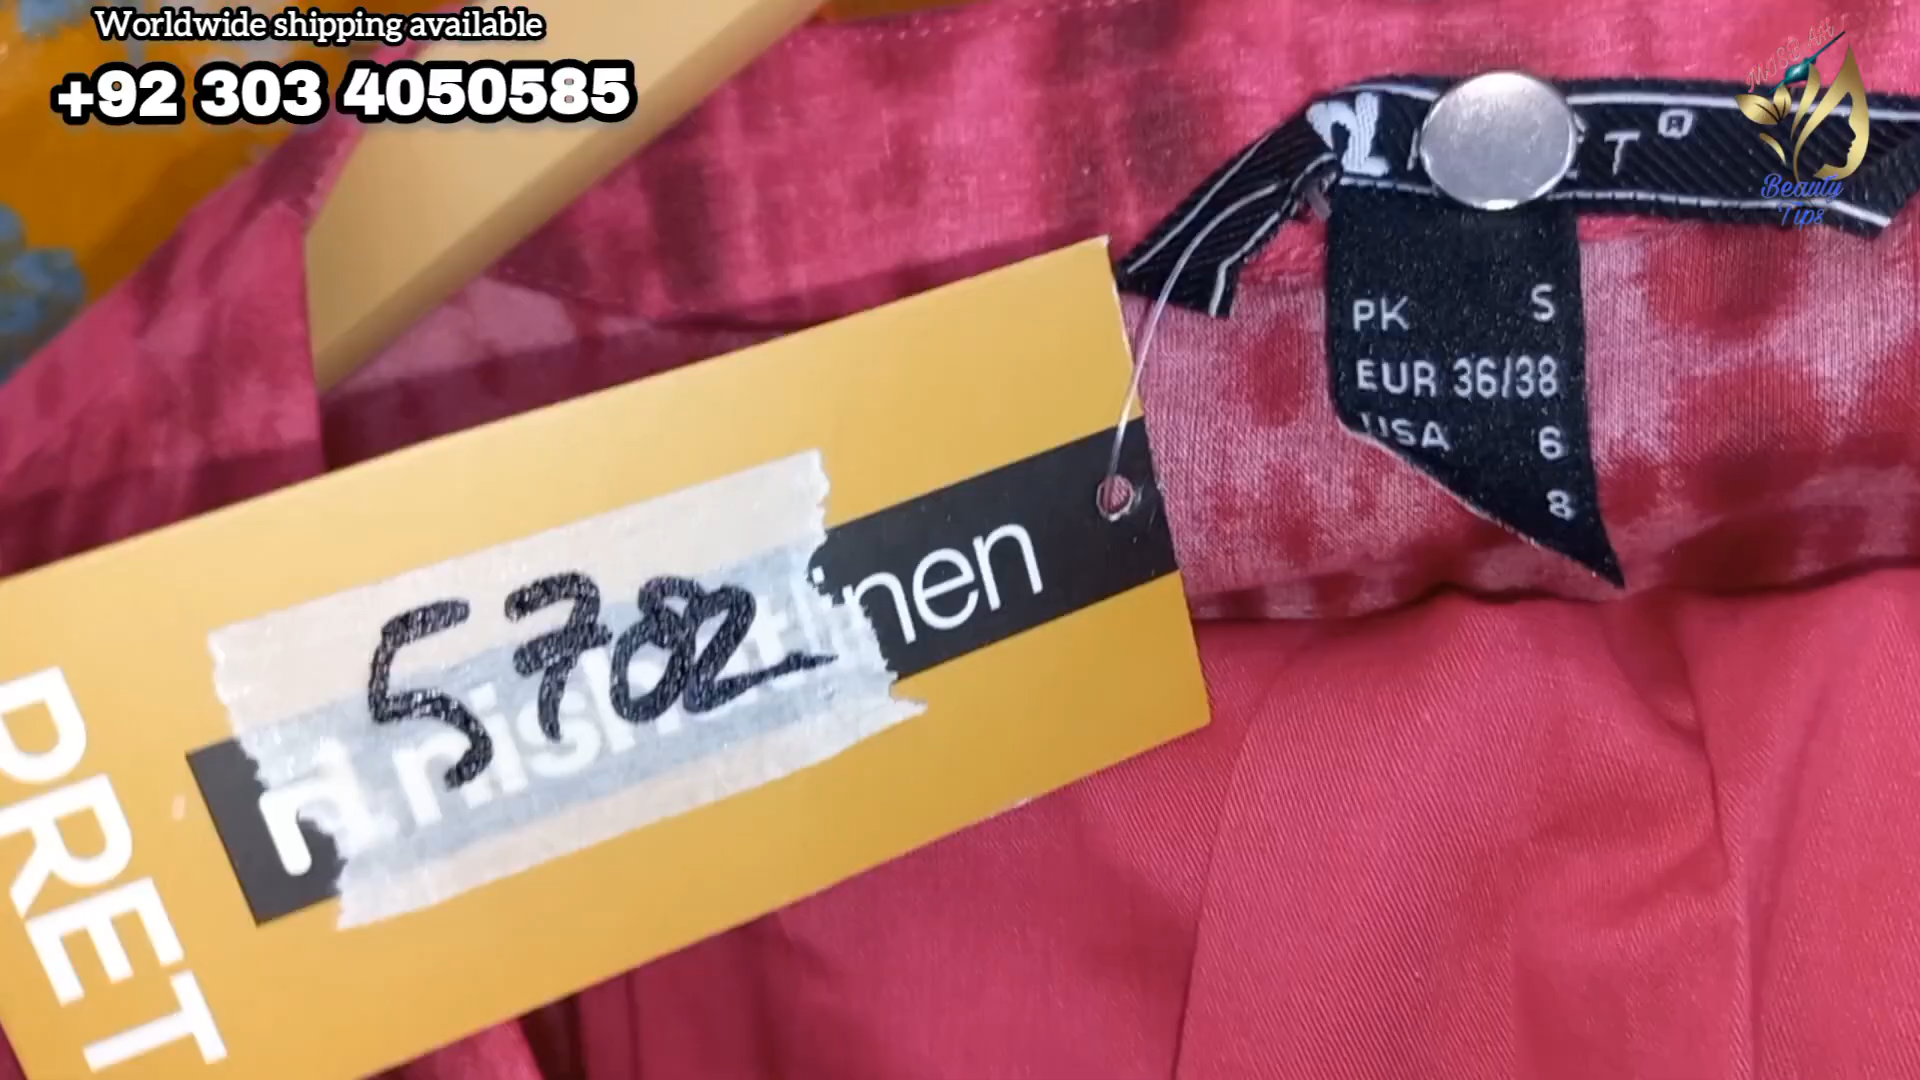 Worldwide shipping available
+92 303 4050585
Beauty
Tips
PK S
EUR 36/38
USA 6
8
5782
nishat linen
PRET